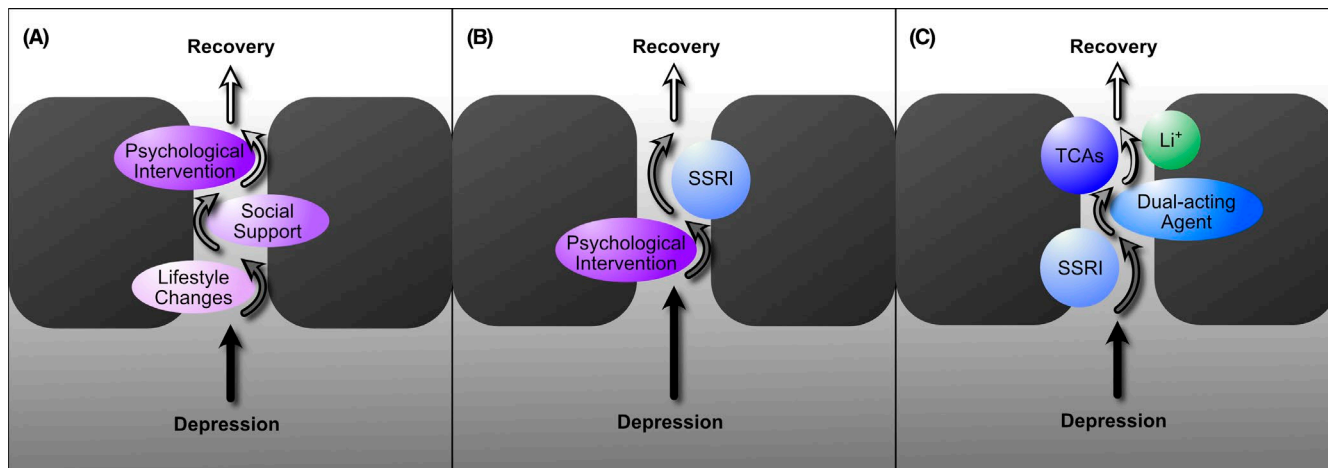 (A)
Recovery
Psychological
Intervention
Social
Support
Lifestyle
Changes
Depression
(B)
Recovery
SSRI
Psychological
Intervention
Depression
(C)
Recovery
TCAs
Li⁺
Dual-acting
Agent
SSRI
Depression